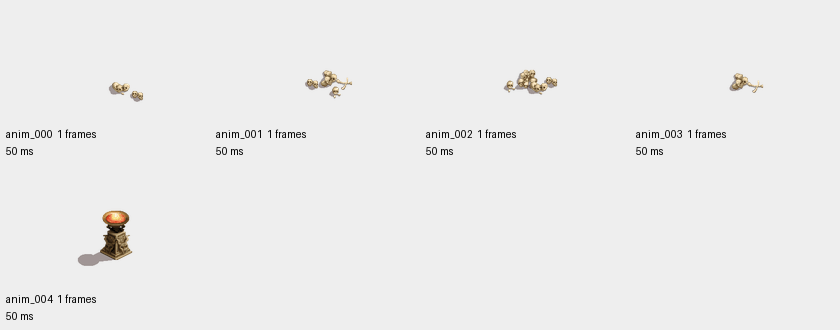 anim_000 1 frames
50 ms
anim_001 1 frames
50 ms
anim_002 1 frames
50 ms
anim_003 1 frames
50 ms
anim_004 1 frames
50 ms